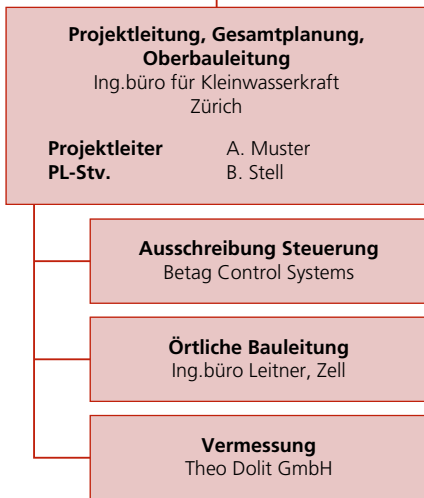 Projektleitung, Gesamtplanung,
Oberbauleitung
Ing.büro für Kleinwasserkraft
Zürich
Projektleiter A. Muster
PL-Stv. B. Stell
Ausschreibung Steuerung
Betag Control Systems
Örtliche Bauleitung
Ing.büro Leitner, Zell
Vermessung
Theo Dolit GmbH